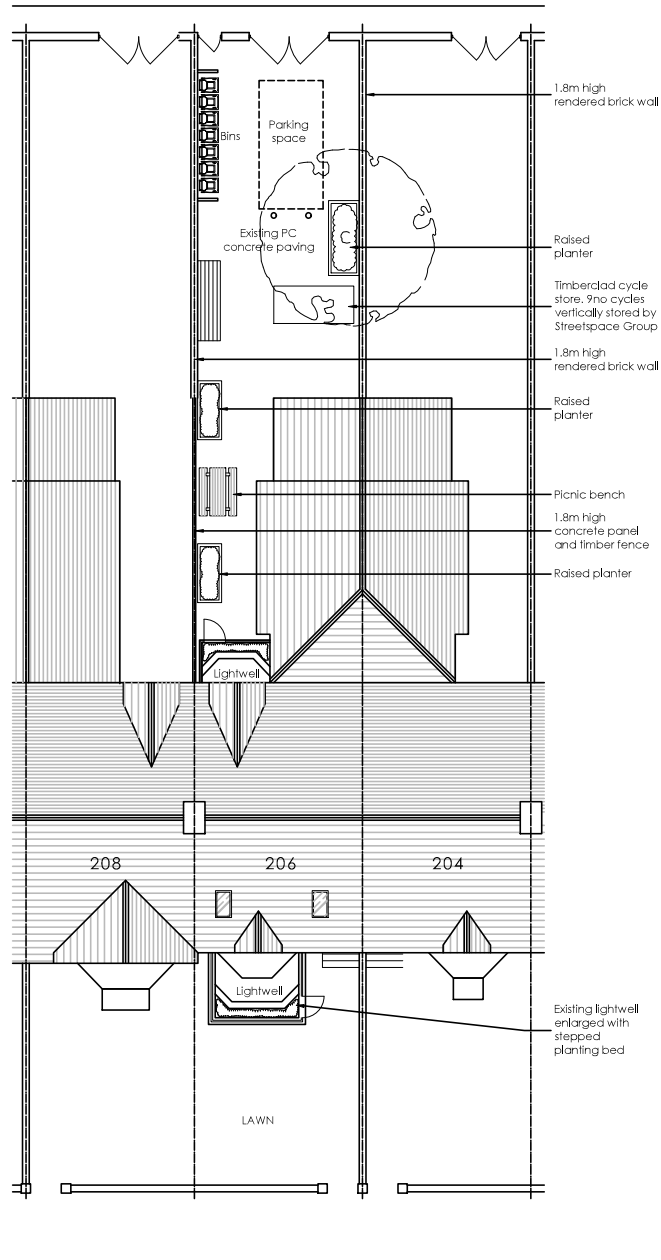 1.8m high
rendered brick wall
Parking
space
Bins
Existing PC
concrete paving
Raised
planter
Timberclad cycle
store. 9no cycles
vertically stored by
Streetspace Group
1.8m high
rendered brick wall
Raised
planter
Picnic bench
1.8m high
concrete panel
and timber fence
Raised planter
Lightwell
208
206
204
Lightwell
Existing lightwell
enlarged with
stepped
planting bed
LAWN